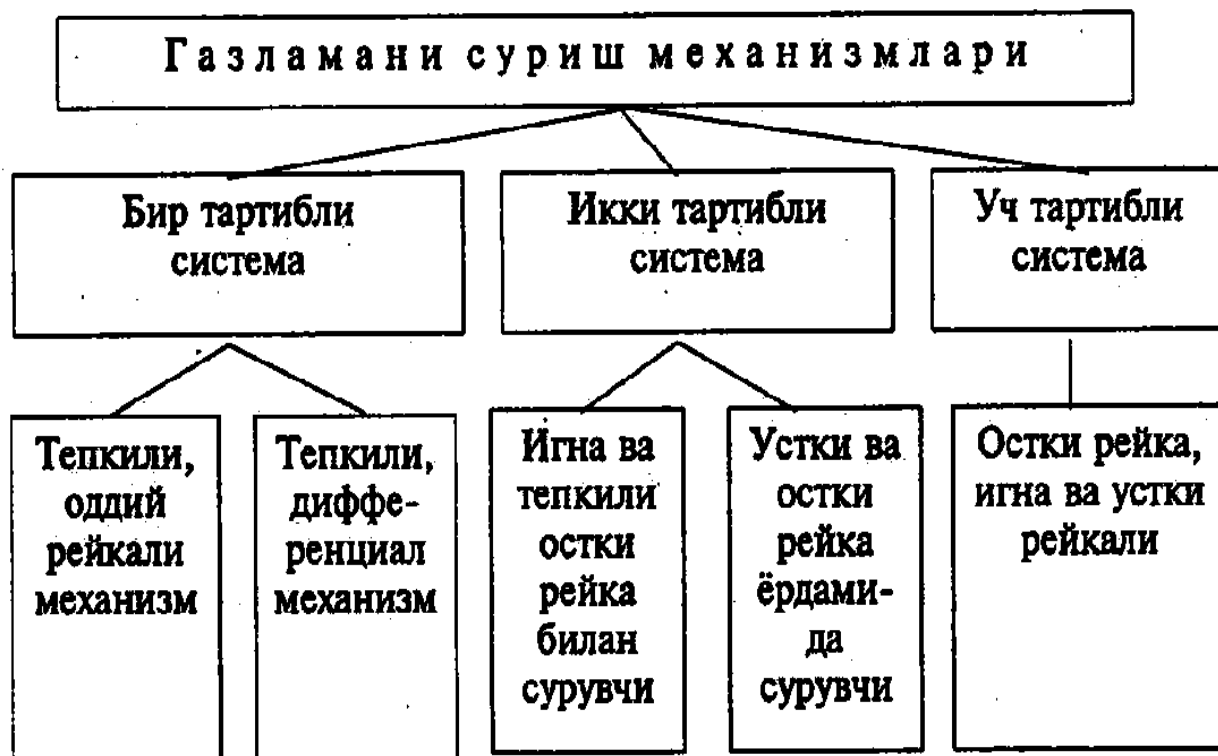 Газламани суриш механизмлари
Бир тартибли
система
Икки тартибли
система
Уч тартибли
система
Тепкили,
оддий
рейкали
механизм
Тепкили,
диффе-
ренциал
механизм
Игна ва
тепкили
остки
рейка
билан
сурувчи
Устки ва
остки
рейка
ёрдами-
да
сурувчи
Остки рейка,
игна ва устки
рейкали